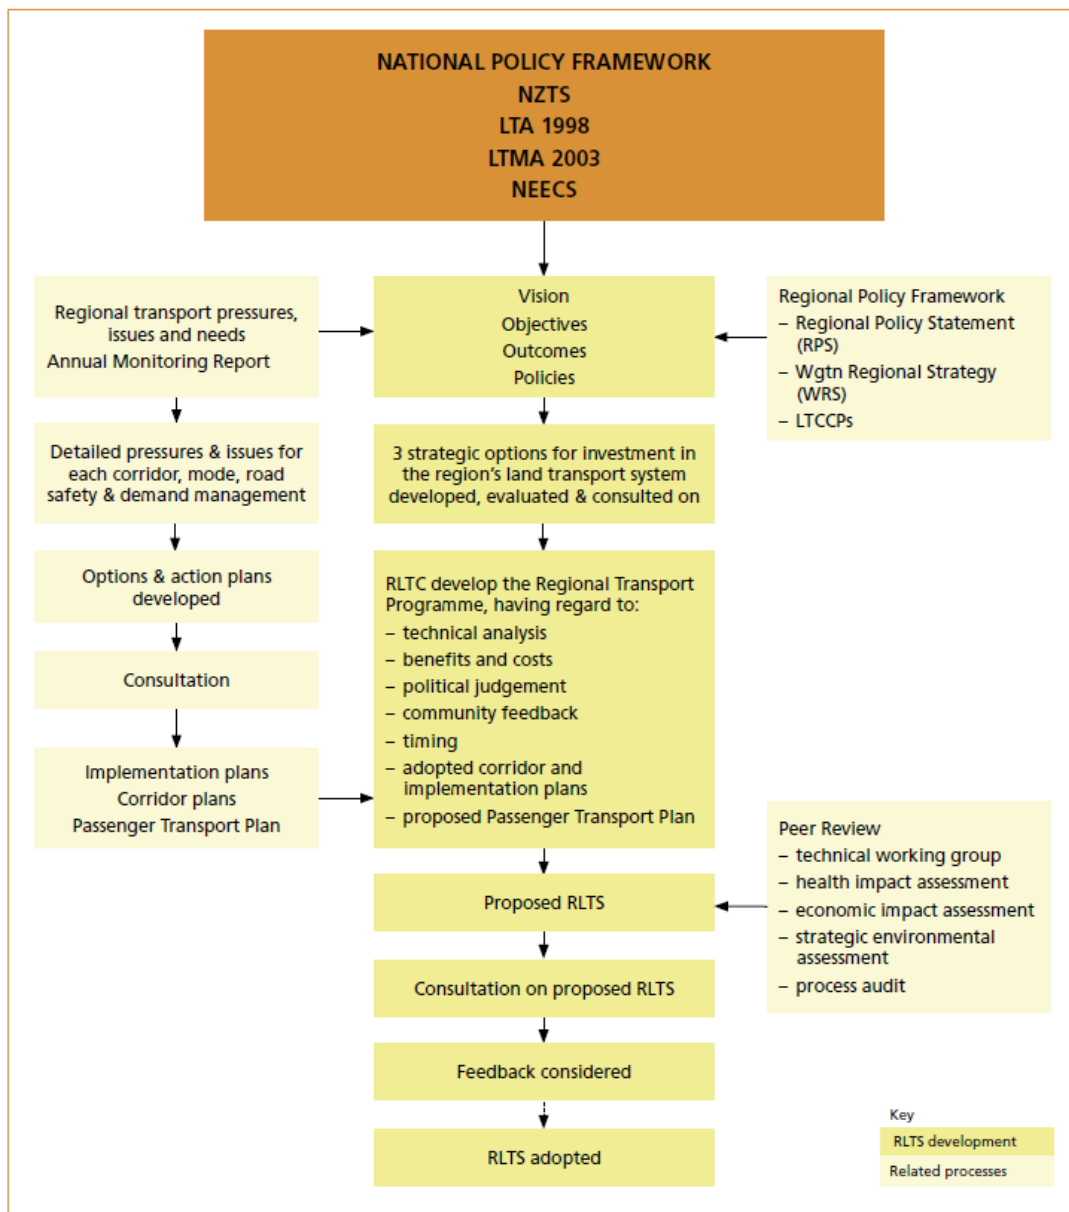 NATIONAL POLICY FRAMEWORK
NZTS
LTA 1998
LTMA 2003
NEECS
Regional transport pressures,
issues and needs
Annual Monitoring Report
Vision
Objectives
Outcomes
Policies
Regional Policy Framework
– Regional Policy Statement
(RPS)
– Wgtn Regional Strategy
(WRS)
– LTCCPs
Detailed pressures & issues for
each corridor, mode, road
safety & demand management
3 strategic options for investment in
the region's land transport system
developed, evaluated & consulted on
Options & action plans
developed
Consultation
Implementation plans
Corridor plans
Passenger Transport Plan
RLTC develop the Regional Transport
Programme, having regard to:
– technical analysis
– benefits and costs
– political judgement
– community feedback
– timing
– adopted corridor and
implementation plans
– proposed Passenger Transport Plan
Peer Review
– technical working group
– health impact assessment
– economic impact assessment
– strategic environmental
assessment
– process audit
Proposed RLTS
Consultation on proposed RLTS
Feedback considered
RLTS adopted
Key
RLTS development
Related processes